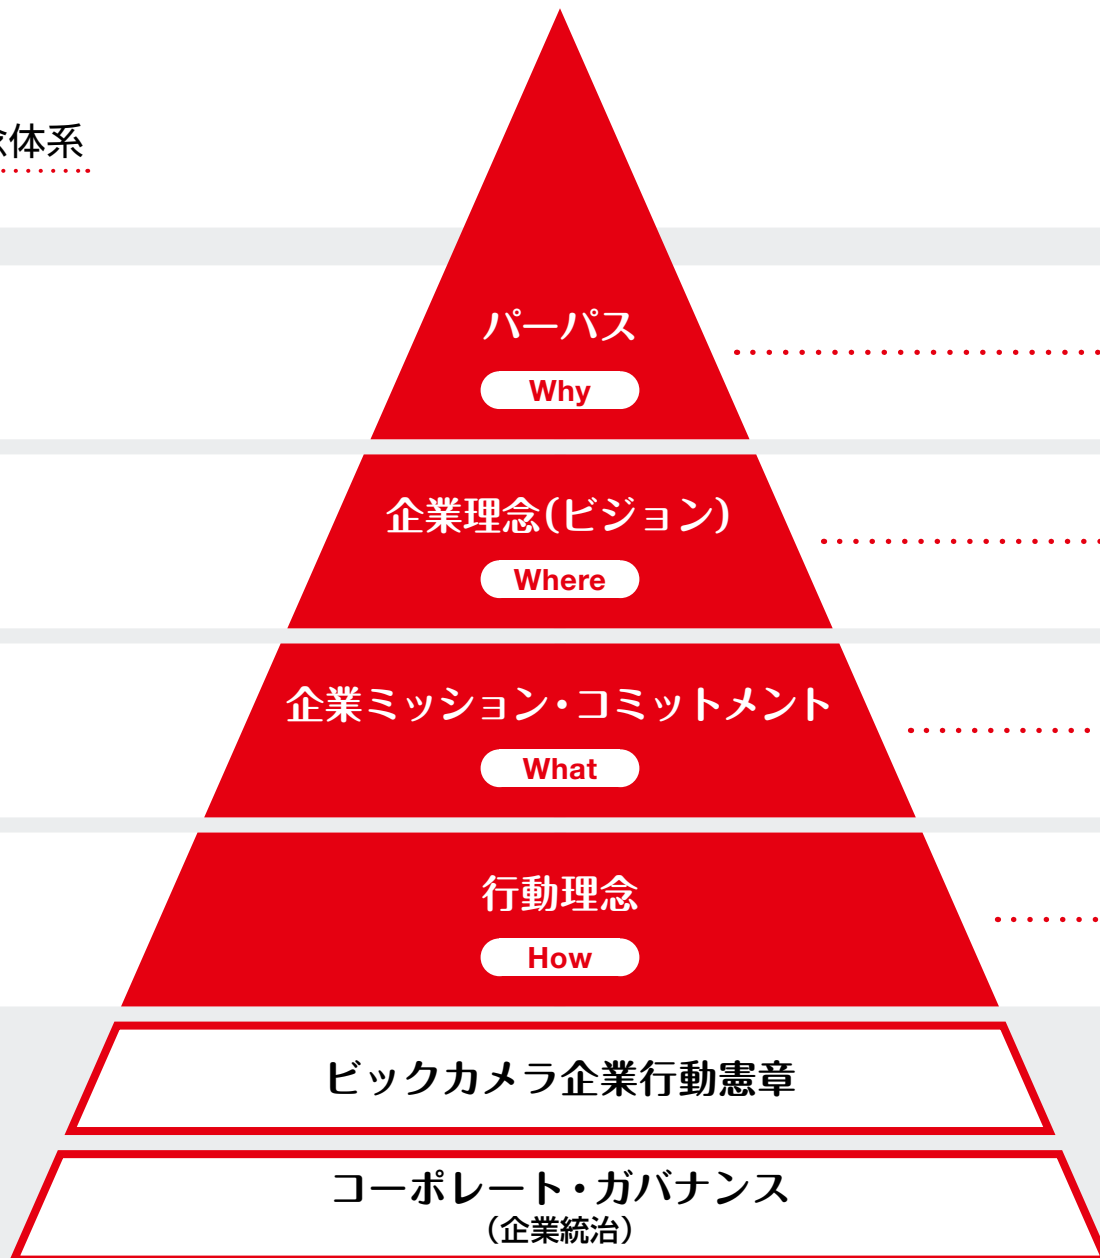 体系
パーパス
Why
企業理念(ビジョン)
Where
企業ミッション・コミットメント
What
行動理念
How
ビックカメラ企業行動憲章
コーポレート・ガバナンス
(企業統治)